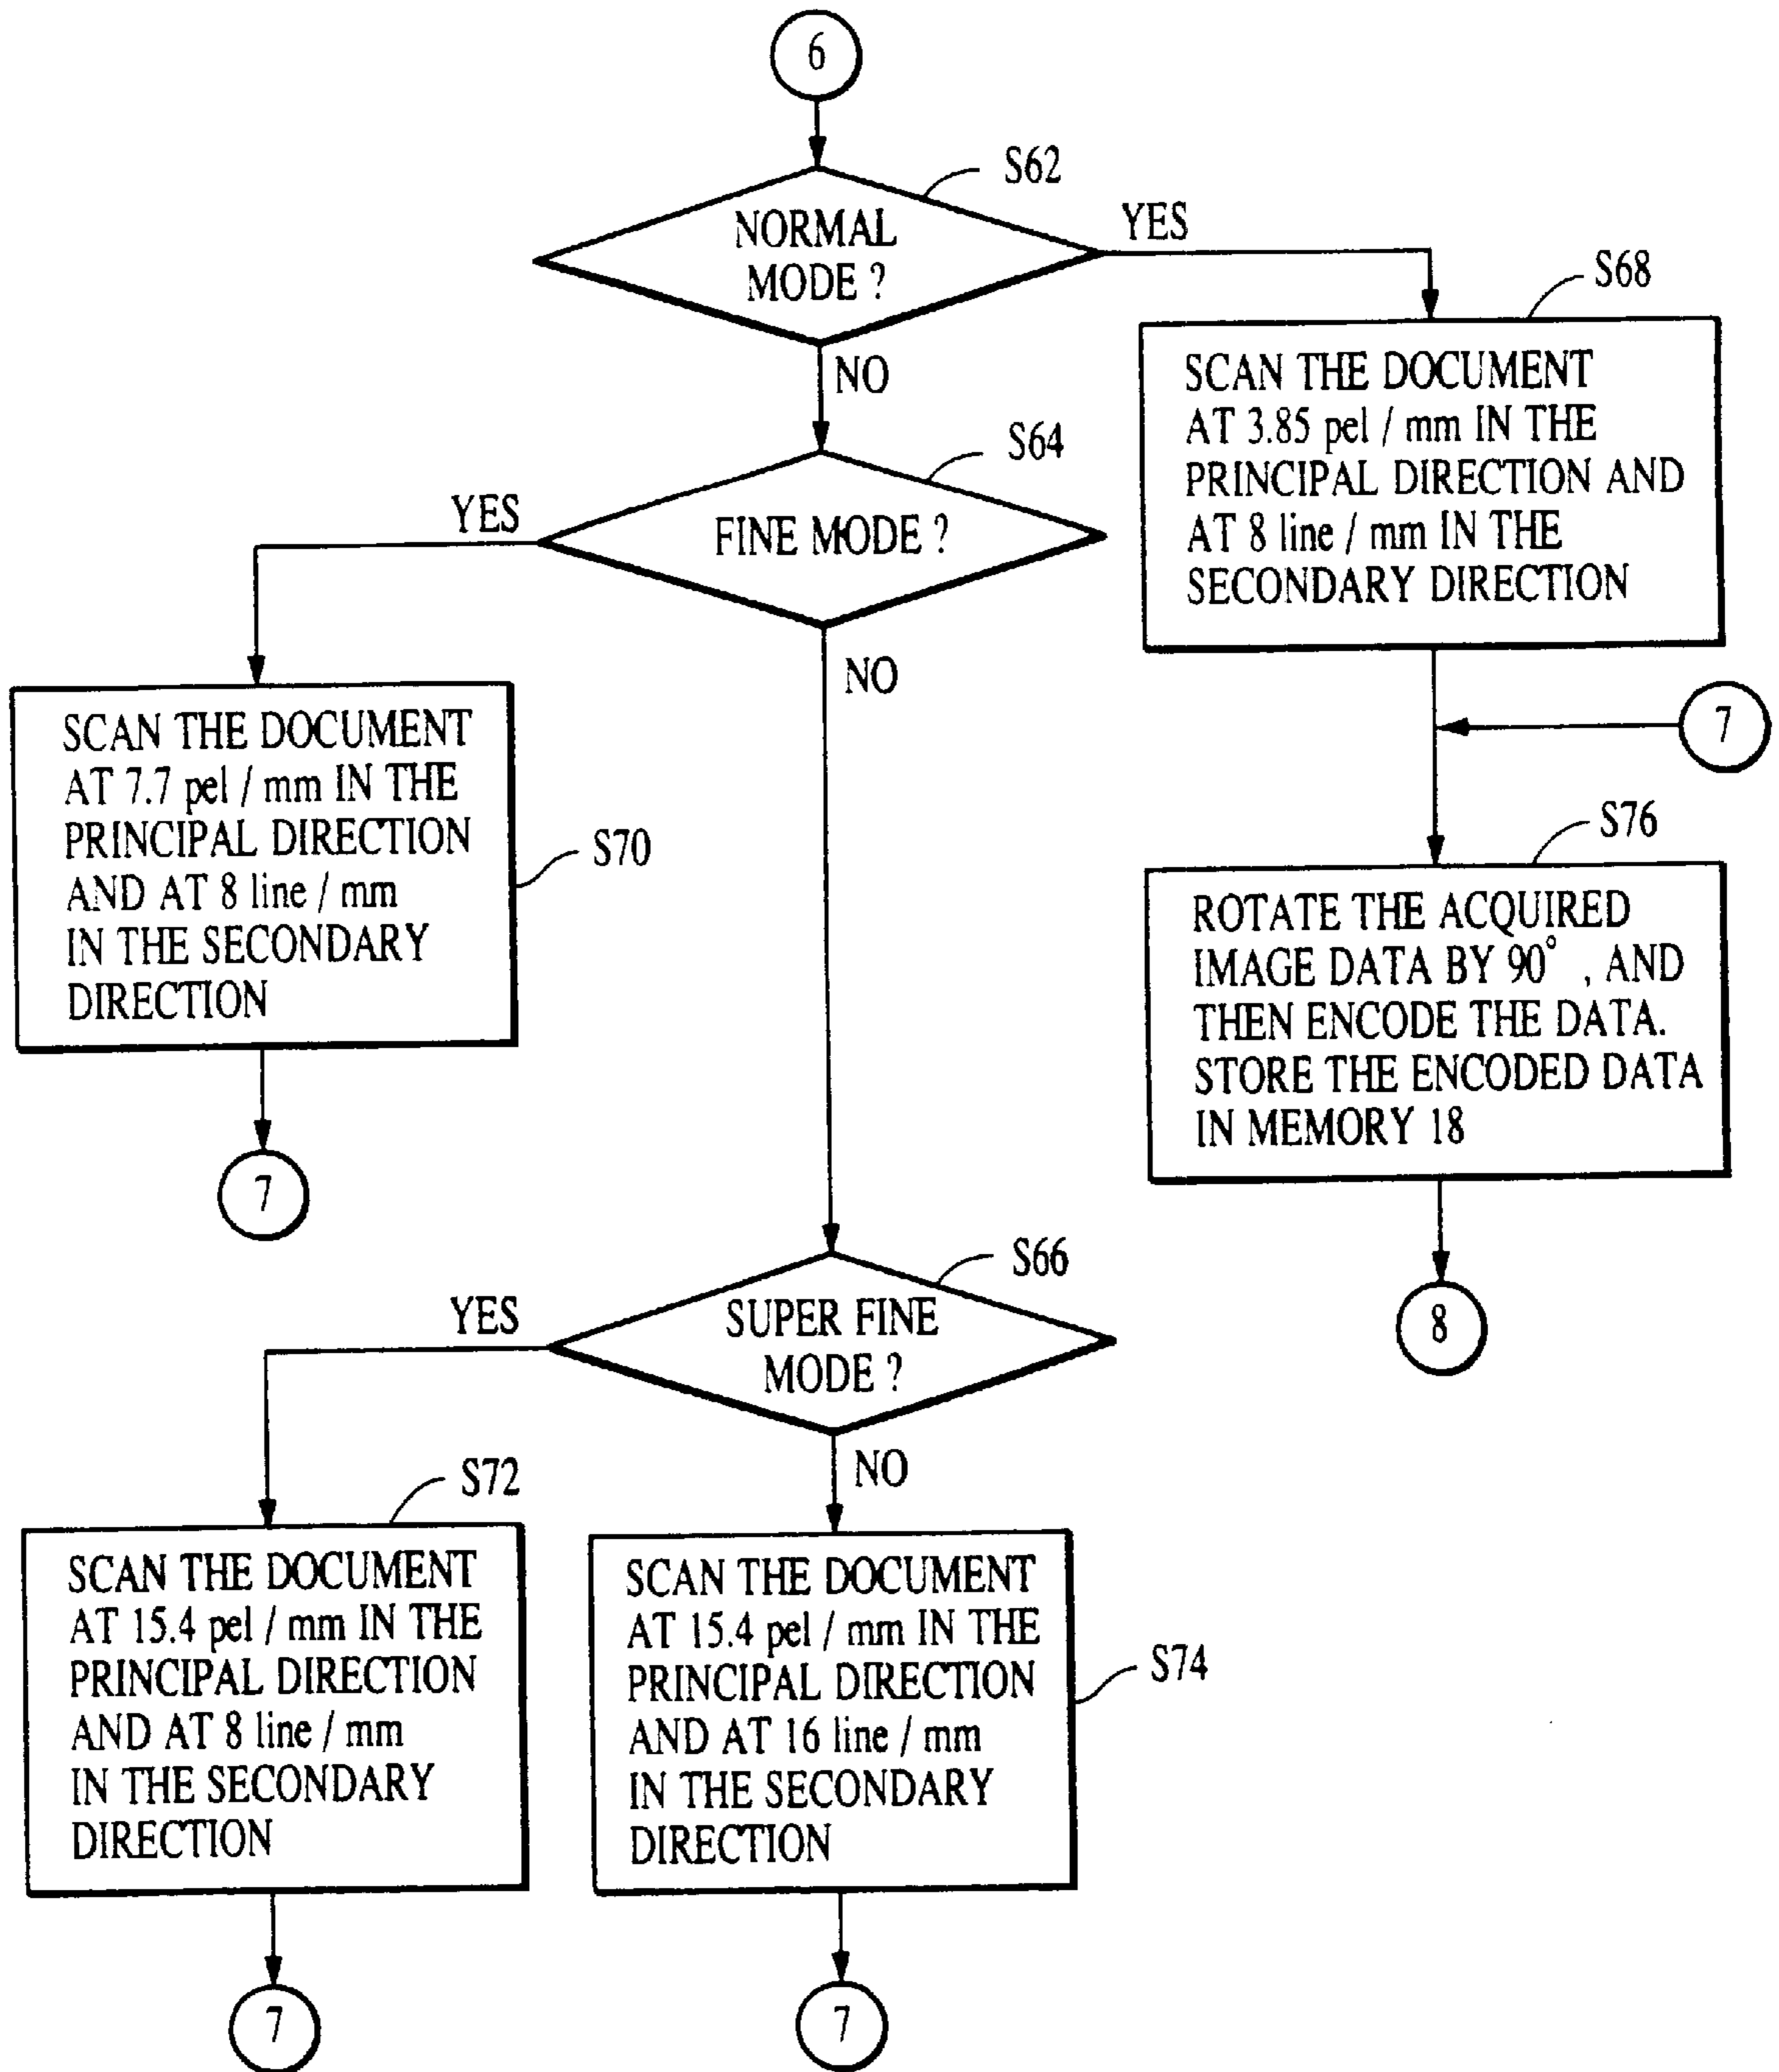 6
S62
NORMAL
MODE ?
YES
NO
S68
SCAN THE DOCUMENT
AT 3.85 pel / mm IN THE
PRINCIPAL DIRECTION AND
AT 8 line / mm IN THE
SECONDARY DIRECTION
S64
FINE MODE ?
YES
NO
7
SCAN THE DOCUMENT
AT 7.7 pel / mm IN THE
PRINCIPAL DIRECTION
AND AT 8 line / mm
IN THE SECONDARY
DIRECTION
S70
7
S76
ROTATE THE ACQUIRED
IMAGE DATA BY 90° , AND
THEN ENCODE THE DATA.
STORE THE ENCODED DATA
IN MEMORY 18
8
S66
SUPER FINE
MODE ?
YES
NO
S72
SCAN THE DOCUMENT
AT 15.4 pel / mm IN THE
PRINCIPAL DIRECTION
AND AT 8 line / mm
IN THE SECONDARY
DIRECTION
7
SCAN THE DOCUMENT
AT 15.4 pel / mm IN THE
PRINCIPAL DIRECTION
AND AT 16 line / mm
IN THE SECONDARY
DIRECTION
S74
7